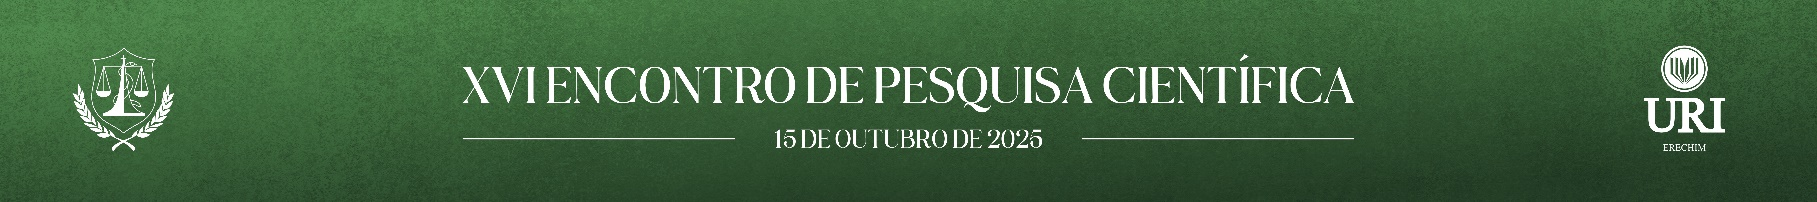 XVI ENCONTRO DE PESQUISA CIENTÍFICA
15 DE OUTUBRO DE 2025
URI
ERECHIM